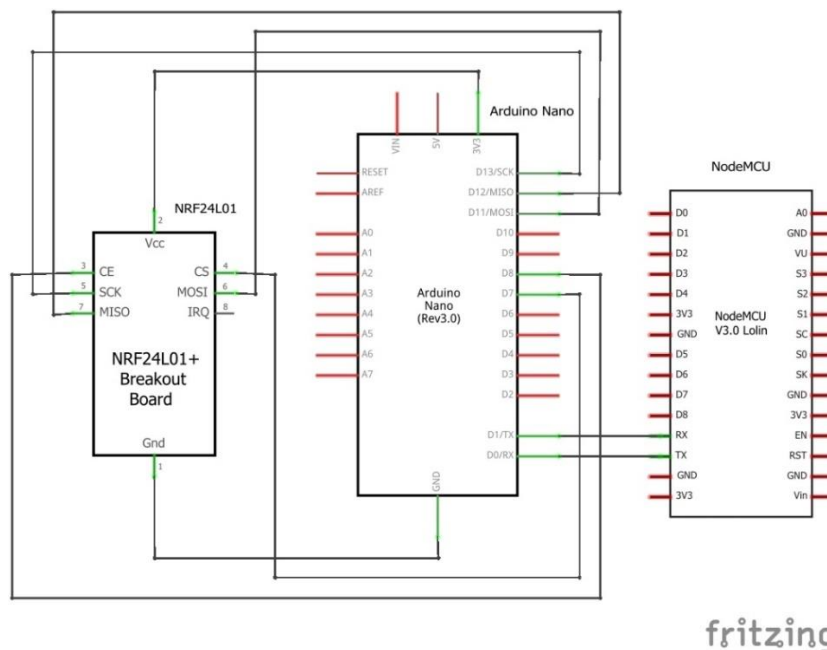 Arduino Nano
VIN
5V
3V3
RESET
AREF
A0
A1
A2
A3
A4
A5
A6
A7
D13/SCK
D12/MISO
D11/MOSI
D10
D9
D8
D7
D6
D5
D4
D3
D2
D1/TX
D0/RX
GND
Arduino
Nano
(Rev3.0)
NRF24L01
2
Vcc
3
CE
5
SCK
7
MISO
4
CS
6
MOSI
8
IRQ
NRF24L01+
Breakout
Board
Gnd
1
NodeMCU
D0
D1
D2
D3
D4
3V3
GND
D5
D6
D7
D8
RX
TX
GND
3V3
A0
GND
VU
S3
S2
S1
SC
S0
SK
GND
3V3
EN
RST
GND
Vin
NodeMCU
V3.0 Lolin
fritzing